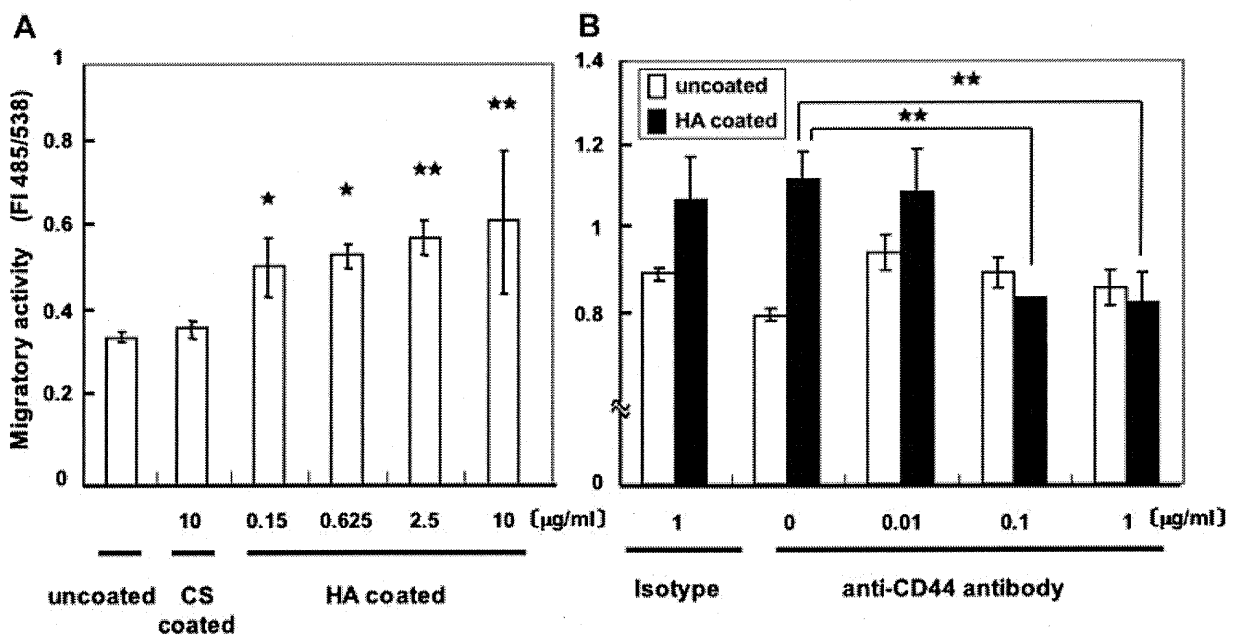 A
B
Migratory activity (FI 485/538)
1
0.8
0.6
0.4
0.2
0
★
★
★★
★★
10 0.15 0.625 2.5 10 [μg/ml]
uncoated CS coated HA coated
1.4
1.2
1
0.8
0
uncoated
HA coated
★★
★★
1 0 0.01 0.1 1 [μg/ml]
Isotype anti-CD44 antibody